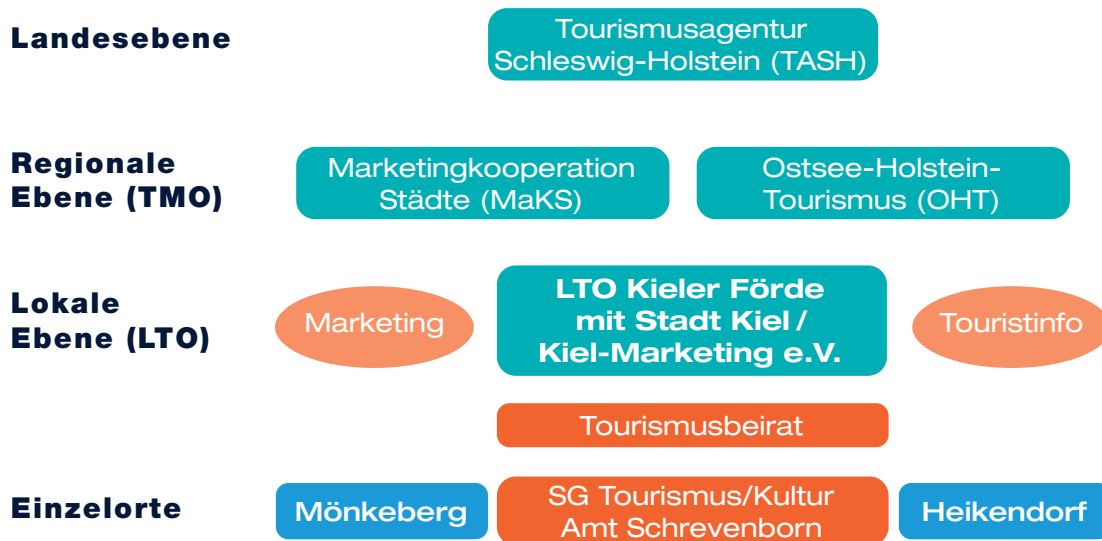 Landesebene
Tourismusagentur
Schleswig-Holstein (TASH)
Regionale
Ebene (TMO)
Marketingkooperation
Städte (MaKS)
Ostsee-Holstein-
Tourismus (OHT)
Lokale
Ebene (LTO)
Marketing
LTO Kieler Förde
mit Stadt Kiel /
Kiel-Marketing e.V.
Touristinfo
Tourismusbeirat
Einzelorte
Mönkeberg
SG Tourismus/Kultur
Amt Schrevenborn
Heikendorf